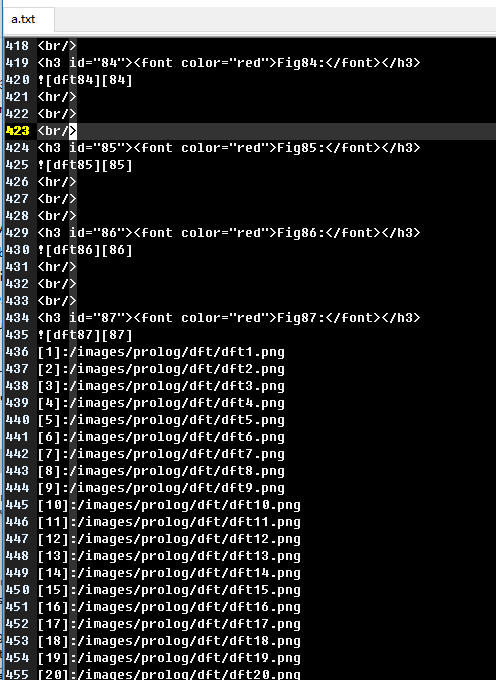 a.txt
418 <br/>
419 <h3 id="84"><font color="red">Fig84:</font></h3>
420 ![dft84][84]
421 <hr/>
422 <br/>
423 <br/>
424 <h3 id="85"><font color="red">Fig85:</font></h3>
425 ![dft85][85]
426 <hr/>
427 <br/>
428 <br/>
429 <h3 id="86"><font color="red">Fig86:</font></h3>
430 ![dft86][86]
431 <hr/>
432 <br/>
433 <br/>
434 <h3 id="87"><font color="red">Fig87:</font></h3>
435 ![dft87][87]
436 [1]:/images/prolog/dft/dft1.png
437 [2]:/images/prolog/dft/dft2.png
438 [3]:/images/prolog/dft/dft3.png
439 [4]:/images/prolog/dft/dft4.png
440 [5]:/images/prolog/dft/dft5.png
441 [6]:/images/prolog/dft/dft6.png
442 [7]:/images/prolog/dft/dft7.png
443 [8]:/images/prolog/dft/dft8.png
444 [9]:/images/prolog/dft/dft9.png
445 [10]:/images/prolog/dft/dft10.png
446 [11]:/images/prolog/dft/dft11.png
447 [12]:/images/prolog/dft/dft12.png
448 [13]:/images/prolog/dft/dft13.png
449 [14]:/images/prolog/dft/dft14.png
450 [15]:/images/prolog/dft/dft15.png
451 [16]:/images/prolog/dft/dft16.png
452 [17]:/images/prolog/dft/dft17.png
453 [18]:/images/prolog/dft/dft18.png
454 [19]:/images/prolog/dft/dft19.png
455 [20]:/images/prolog/dft/dft20.png